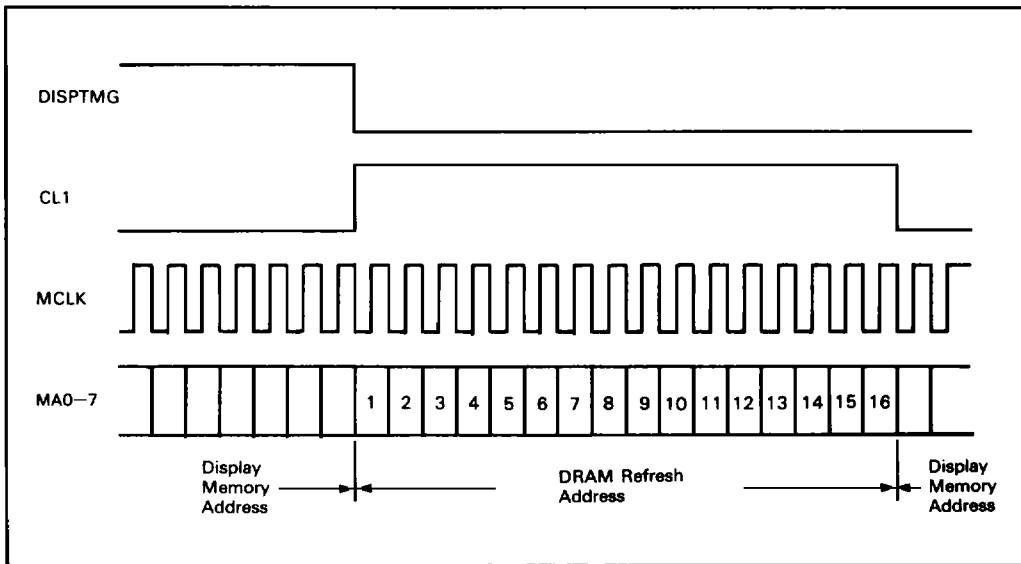 DISPTMG
CL1
MCLK
MA0—7
1 2 3 4 5 6 7 8 9 10 11 12 13 14 15 16
Display
Memory
Address
DRAM Refresh
Address
Display
Memory
Address